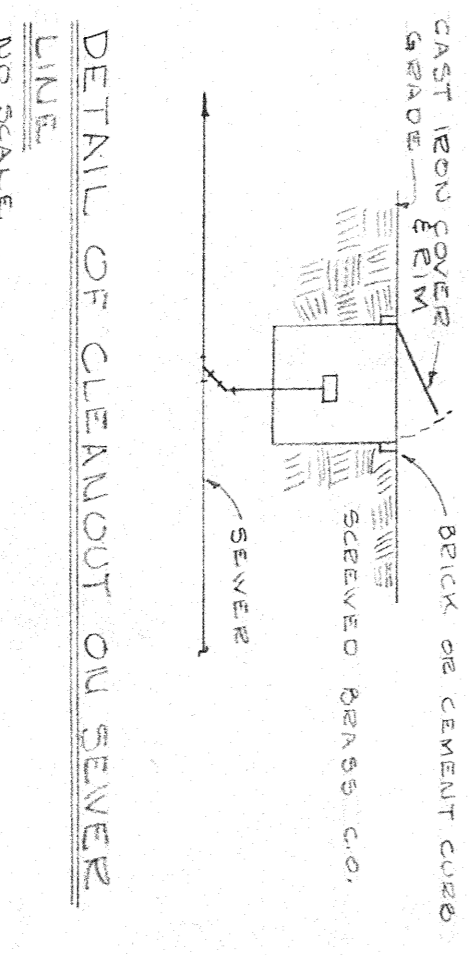 CAST IRON COVER
& RIM
GRADE
BRICK OR CEMENT CURB
SCREWED BRASS C.O.
SEWER
DETAIL OF CLEANOUT ON SEWER
LINE
NO SCALE